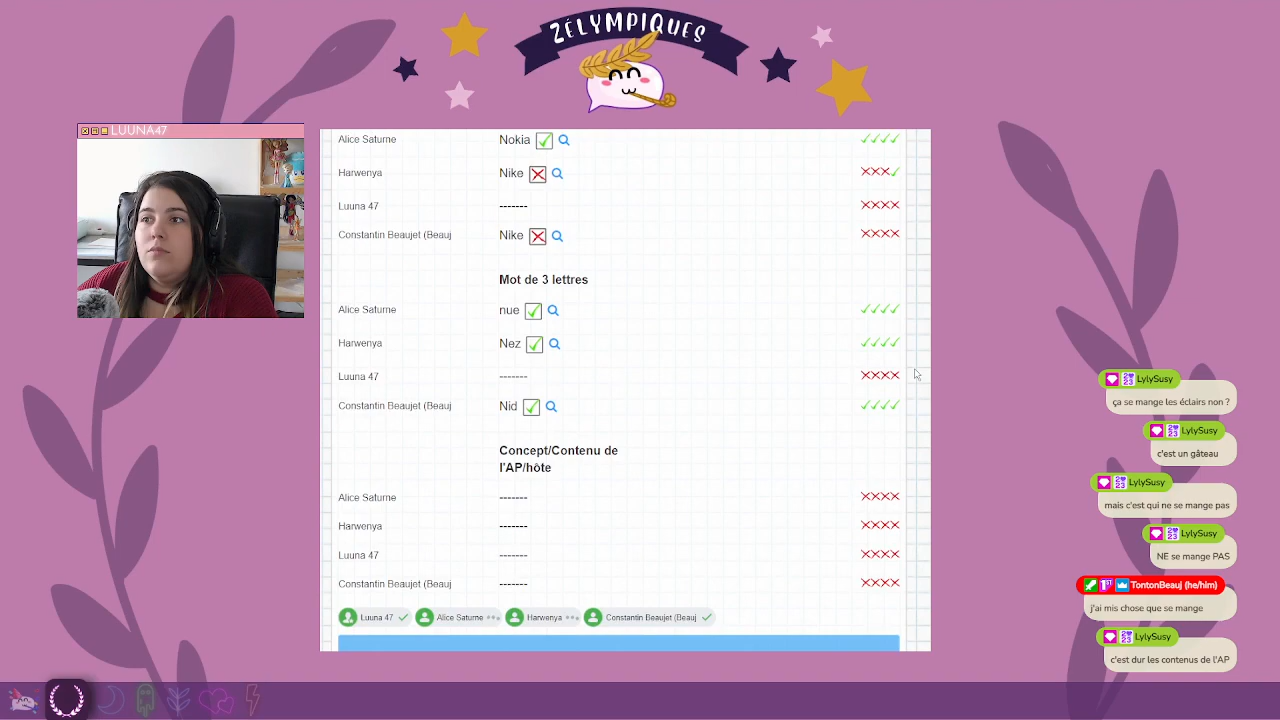 ZÉLYMPIQUES
LUUNA47
Alice Saturne Nokia
Harwenya Nike
Luuna 47 -------
Constantin Beaujet (Beauj Nike
Mot de 3 lettres
Alice Saturne nue
Harwenya Nez
Luuna 47 -------
Constantin Beaujet (Beauj Nid
Concept/Contenu de
l'AP/hôte
Alice Saturne -------
Harwenya -------
Luuna 47 -------
Constantin Beaujet (Beauj -------
Luuna 47 Alice Saturne Harwenya Constantin Beaujet (Beauj
LylySusy
ça se mange les éclairs non ?
LylySusy
c'est un gâteau
LylySusy
mais c'est qui ne se mange pas
LylySusy
NE se mange PAS
1ST TontonBeauj (he/him)
j'ai mis chose que se mange
LylySusy
c'est dur les contenus de l'AP